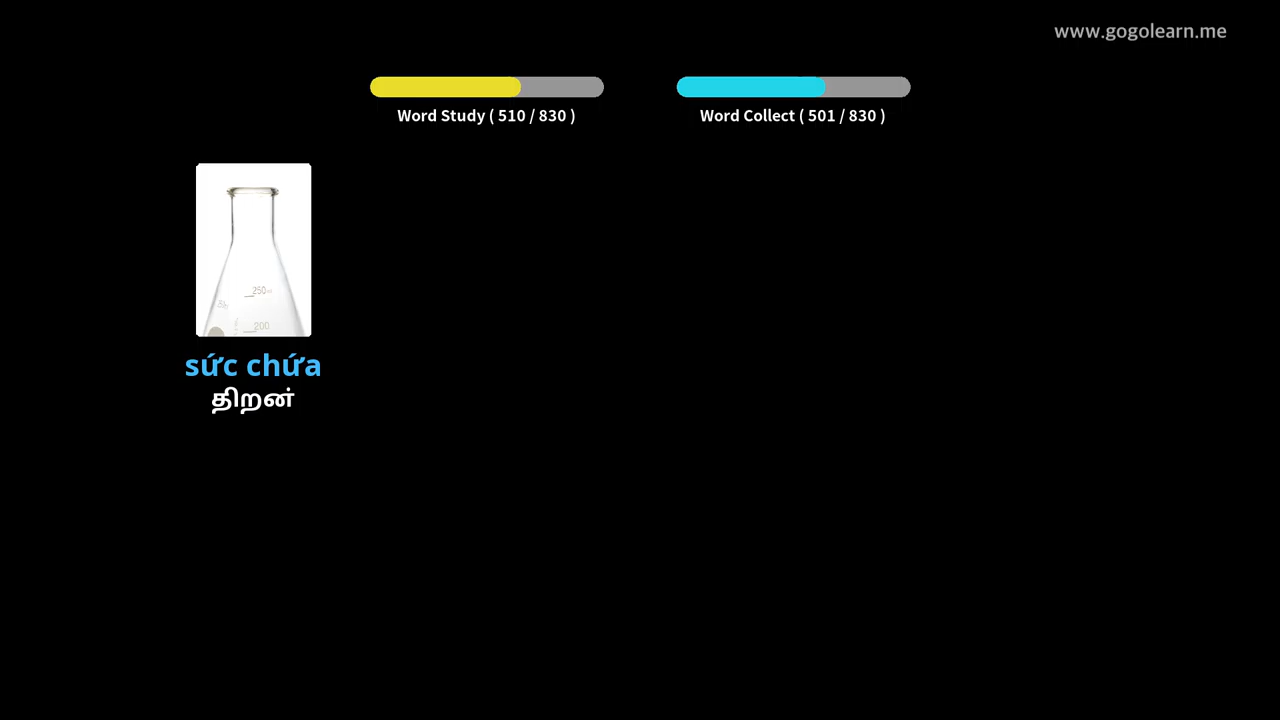 www.gogolearn.me
Word Study ( 510 / 830 )
Word Collect ( 501 / 830 )
250
200
sức chứa
திறன்